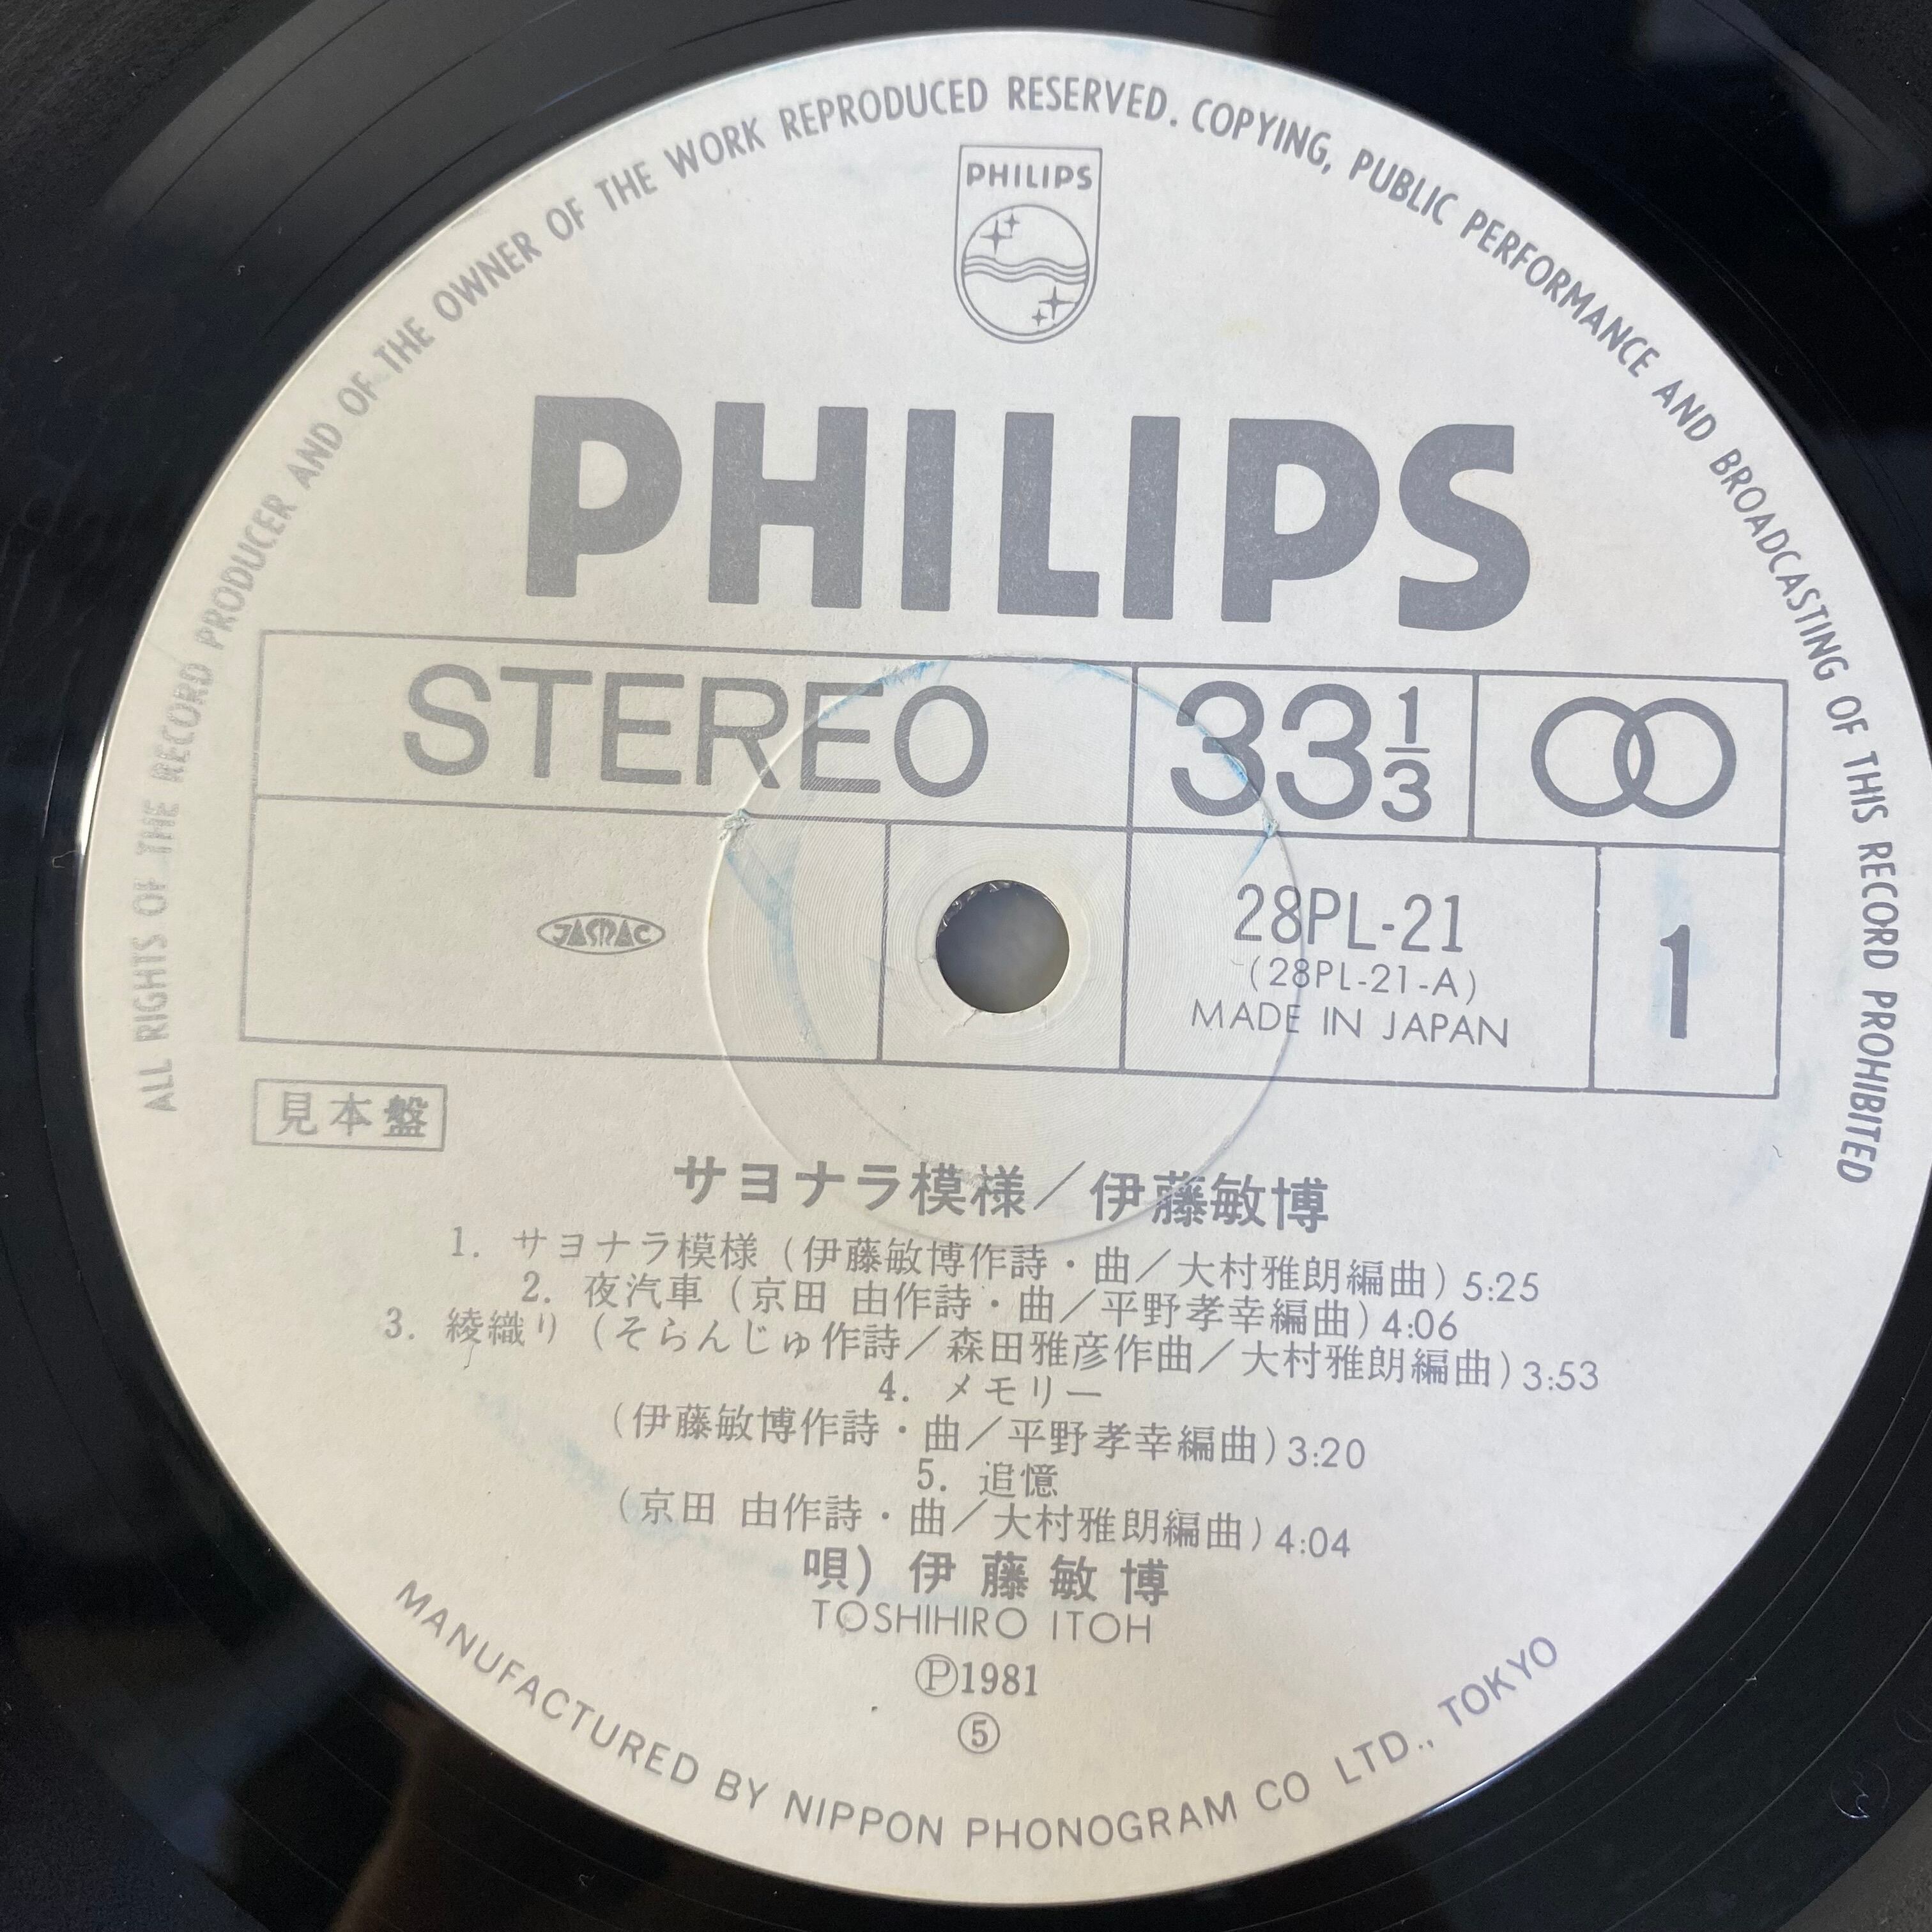 ALL RIGHTS OF THE RECORD PRODUCER AND OF THE OWNER OF THE WORK REPRODUCED RESERVED. COPYING, PUBLIC PERFORMANCE AND BROADCASTING OF THIS RECORD PROHIBITED
PHILIPS
PHILIPS
STEREO
33 1/3
JASRAC
28PL-21
(28PL-21-A)
MADE IN JAPAN
1
見本盤
サヨナラ模様／伊藤敏博
1. サヨナラ模様 (伊藤敏博作詩・曲／大村雅朗編曲) 5:25
2. 夜汽車 (京田 由作詩・曲／平野孝幸編曲) 4:06
3. 綾織り (そらんじゅ作詩／森田雅彦作曲／大村雅朗編曲) 3:53
4. メモリー
(伊藤敏博作詩・曲／平野孝幸編曲) 3:20
5. 追憶
(京田 由作詩・曲／大村雅朗編曲) 4:04
唄) 伊藤敏博
TOSHIHIRO ITOH
Ⓟ1981
⑤
MANUFACTURED BY NIPPON PHONOGRAM CO LTD., TOKYO